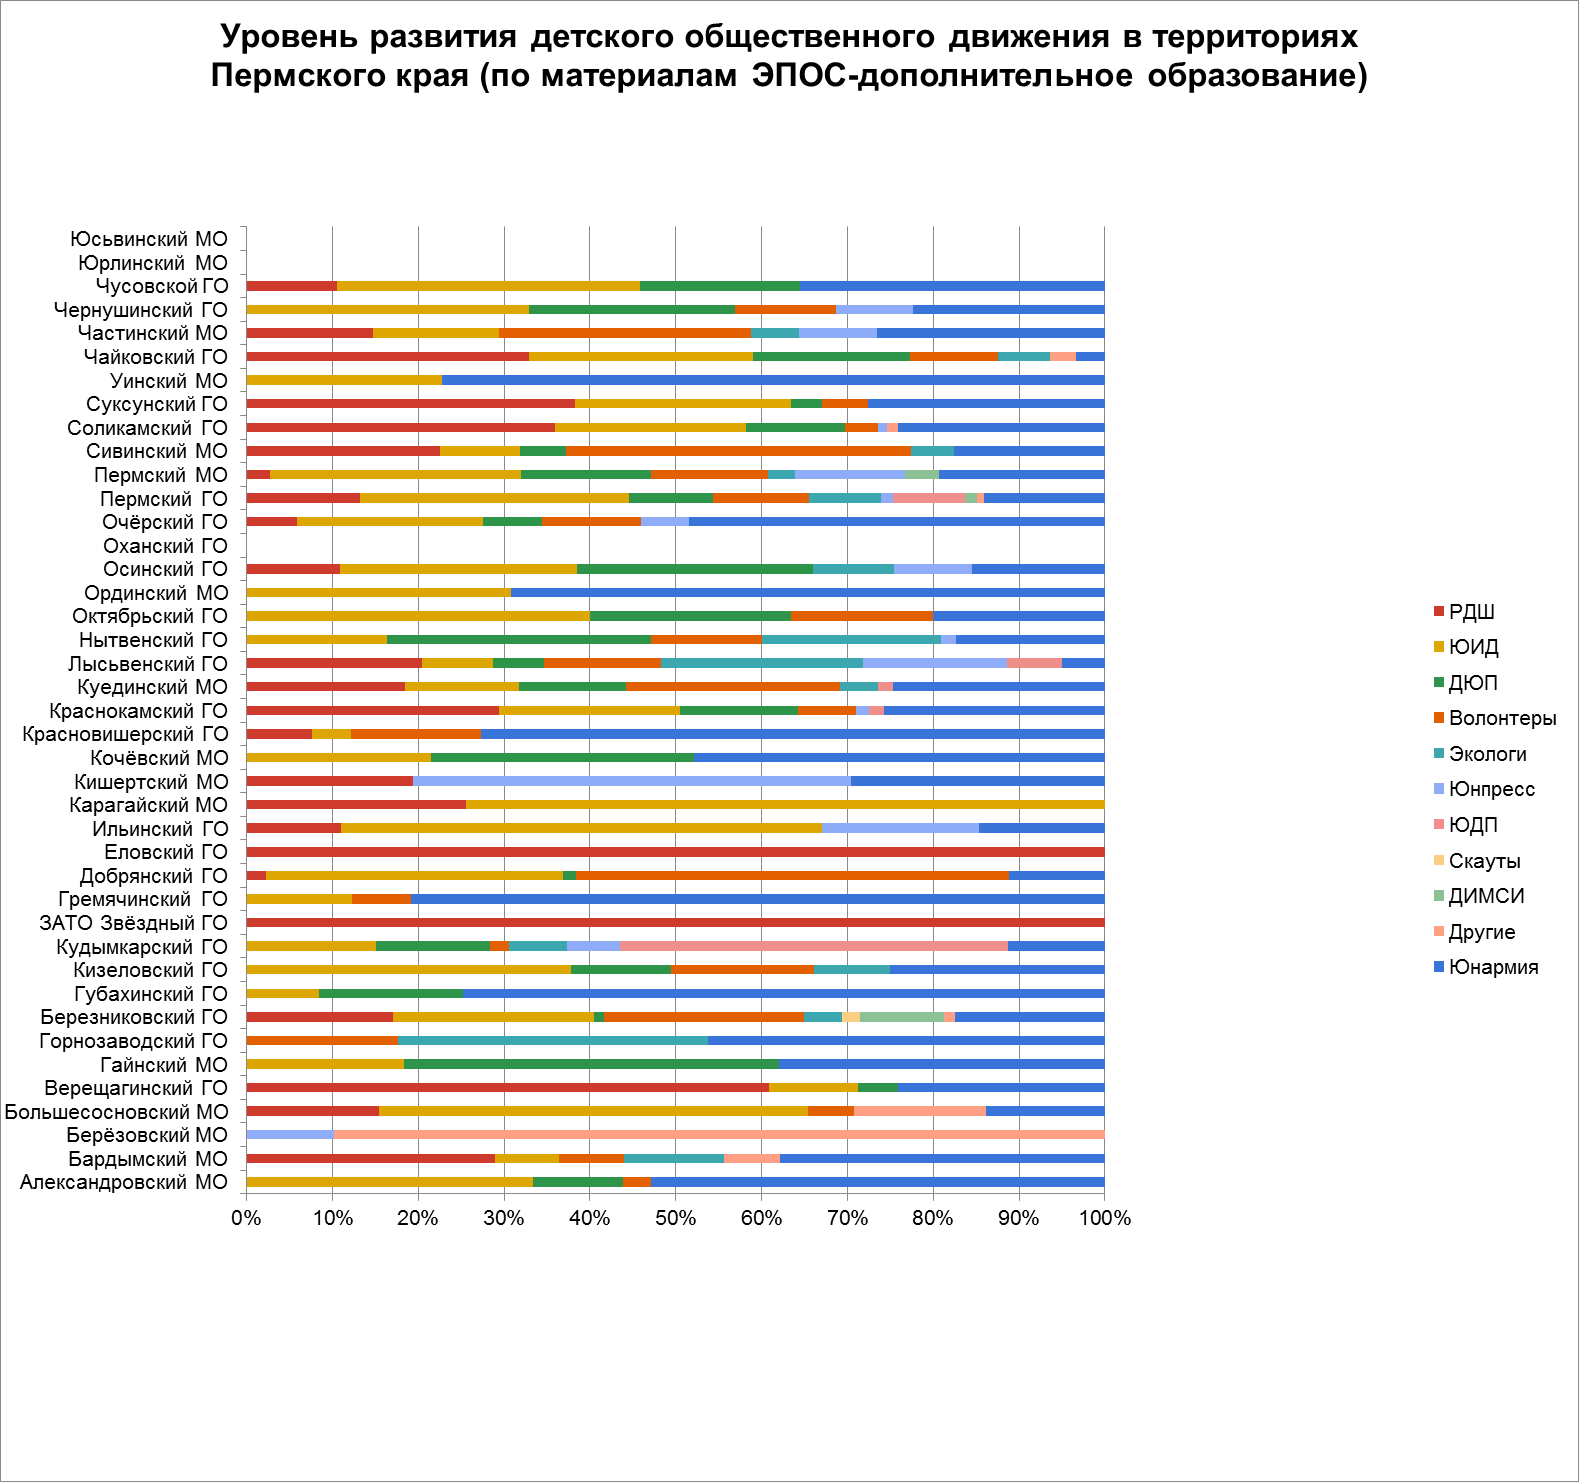 Уровень развития детского общественного движения в территориях
Пермского края (по материалам ЭПОС-дополнительное образование)
Юсьвинский МО
Юрлинский МО
Чусовской ГО
Чернушинский ГО
Частинский МО
Чайковский ГО
Уинский МО
Суксунский ГО
Соликамский ГО
Сивинский МО
Пермский МО
Пермский ГО
Очёрский ГО
Оханский ГО
Осинский ГО
Ординский МО
Октябрьский ГО
Нытвенский ГО
Лысьвенский ГО
Куединский МО
Краснокамский ГО
Красновишерский ГО
Кочёвский МО
Кишертский МО
Карагайский МО
Ильинский ГО
Еловский ГО
Добрянский ГО
Гремячинский ГО
ЗАТО Звёздный ГО
Кудымкарский ГО
Кизеловский ГО
Губахинский ГО
Березниковский ГО
Горнозаводский ГО
Гайнский МО
Верещагинский ГО
Большесосновский МО
Берёзовский МО
Бардымский МО
Александровский МО
0% 10% 20% 30% 40% 50% 60% 70% 80% 90% 100%
РДШ
ЮИД
ДЮП
Волонтеры
Экологи
Юнпресс
ЮДП
Скауты
ДИМСИ
Другие
Юнармия